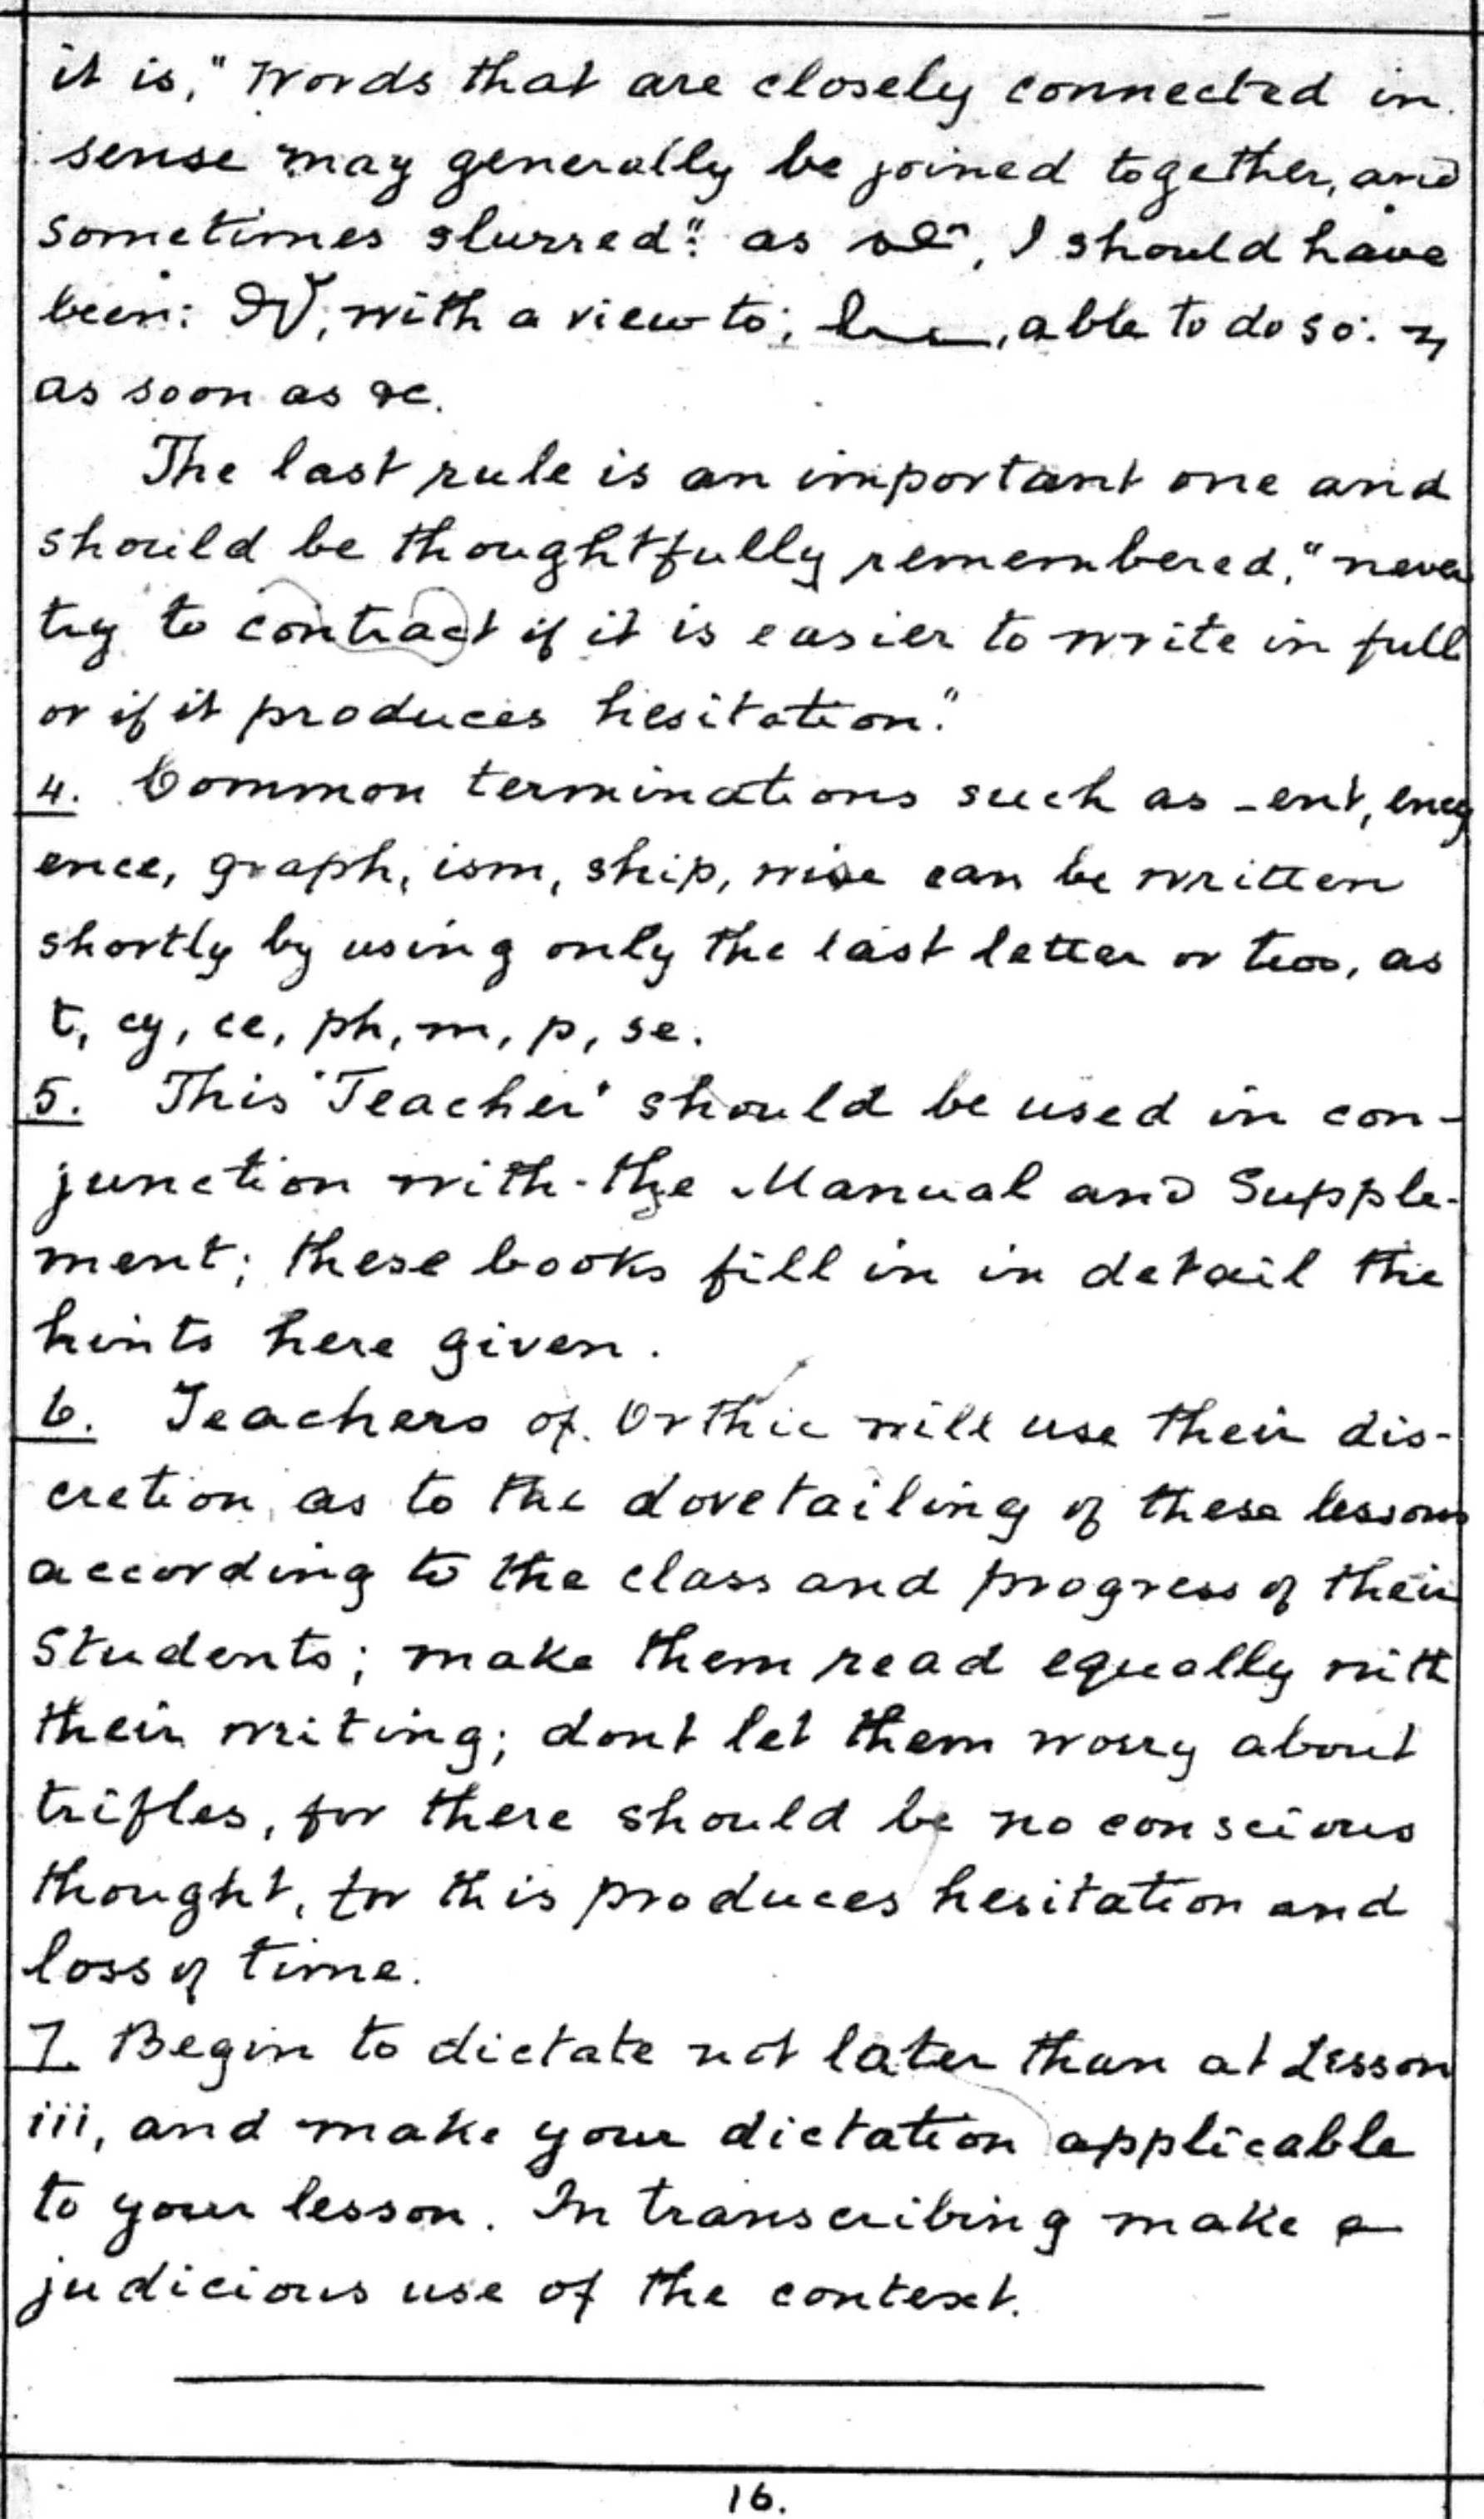 it is, "Words that are closely connected in
sense may generally be joined together, and
sometimes slurred": as , I should have
been: , with a view to; , able to do so:
as soon as &c.
The last rule is an important one and
should be thoughtfully remembered, "never
try to contract if it is easier to write in full
or if it produces hesitation."
4. Common terminations such as -ent, ency
ence, graph, ism, ship, wise can be written
shortly by using only the last letter or two, as
t, cy, ce, ph, m, p, se.
5. This 'Teacher' should be used in con-
junction with the Manual and Supple-
ment; these books fill in in detail the
hints here given.
6. Teachers of Orthic will use their dis-
cretion as to the dovetailing of these lessons
according to the class and progress of their
Students; make them read equally with
their writing; dont let them worry about
trifles, for there should be no conscious
thought, for this produces hesitation and
loss of time.
7. Begin to dictate not later than at Lesson
iii, and make your dictation applicable
to your lesson. In transcribing make a
judicious use of the context.
16.